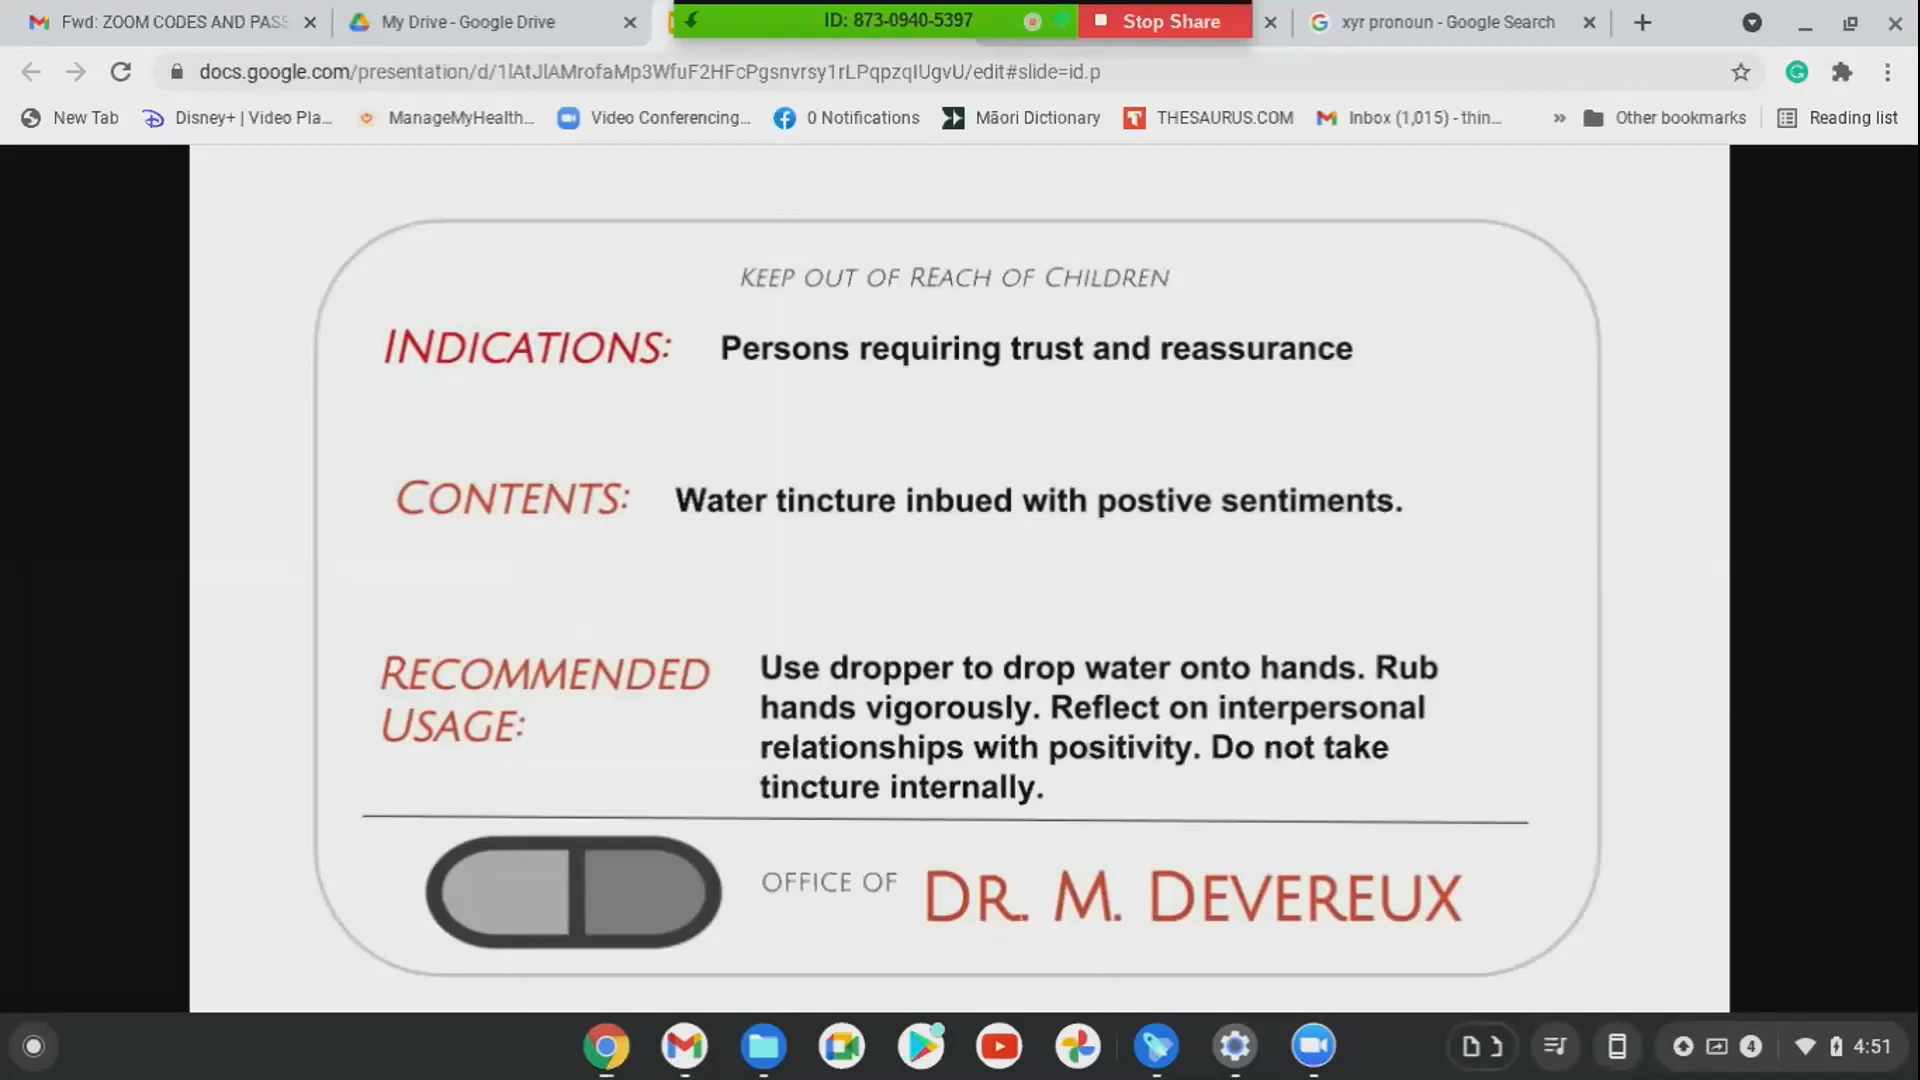 Fwd: ZOOM CODES AND PASS
My Drive - Google Drive
ID: 873-0940-5397
Stop Share
xyr pronoun - Google Search
docs.google.com/presentation/d/1lAtJlAMrofaMp3WfuF2HFcPgsnvrsy1rLPqpzqIUgvU/edit#slide=id.p
New Tab
Disney+ | Video Pla...
ManageMyHealth...
Video Conferencing...
0 Notifications
Māori Dictionary
THESAURUS.COM
Inbox (1,015) - thin...
»
Other bookmarks
Reading list
KEEP OUT OF REACH OF CHILDREN
INDICATIONS: Persons requiring trust and reassurance
CONTENTS: Water tincture inbued with postive sentiments.
RECOMMENDED
USAGE:
Use dropper to drop water onto hands. Rub
hands vigorously. Reflect on interpersonal
relationships with positivity. Do not take
tincture internally.
OFFICE OF DR. M. DEVEREUX
4
4:51